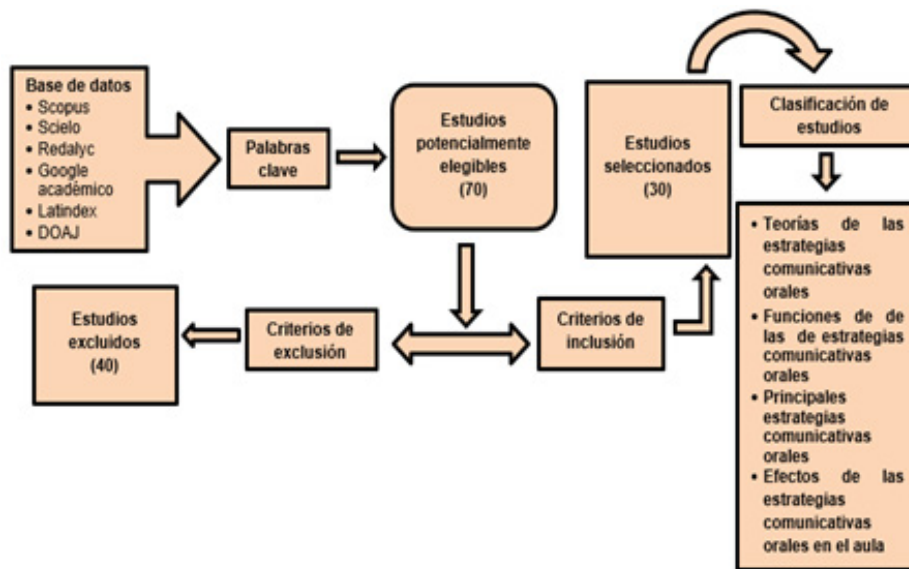 Base de datos
• Scopus
• Scielo
• Redalyc
• Google
académico
• Latindex
• DOAJ
Palabras
clave
Estudios
potencialmente
elegibles
(70)
Estudios
seleccionados
(30)
Clasificación de
estudios
Estudios
excluidos
(40)
Criterios de
exclusión
Criterios de
inclusión
• Teorías de las
estrategias
comunicativas
orales
• Funciones de de
las de estrategias
comunicativas
orales
• Principales
estrategias
comunicativas
orales
• Efectos de las
estrategias
comunicativas
orales en el aula